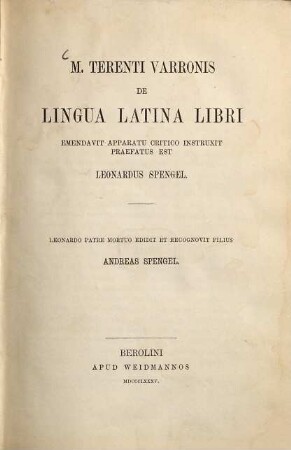 M. TERENTI VARRONIS
DE
LINGUA LATINA LIBRI
EMENDAVIT APPARATU CRITICO INSTRUXIT
PRAEFATUS EST
LEONARDUS SPENGEL.
LEONARDO PATRE MORTUO EDIDIT ET RECOGNOVIT FILIUS
ANDREAS SPENGEL.
BEROLINI
APUD WEIDMANNOS
MDCCCLXXXV.